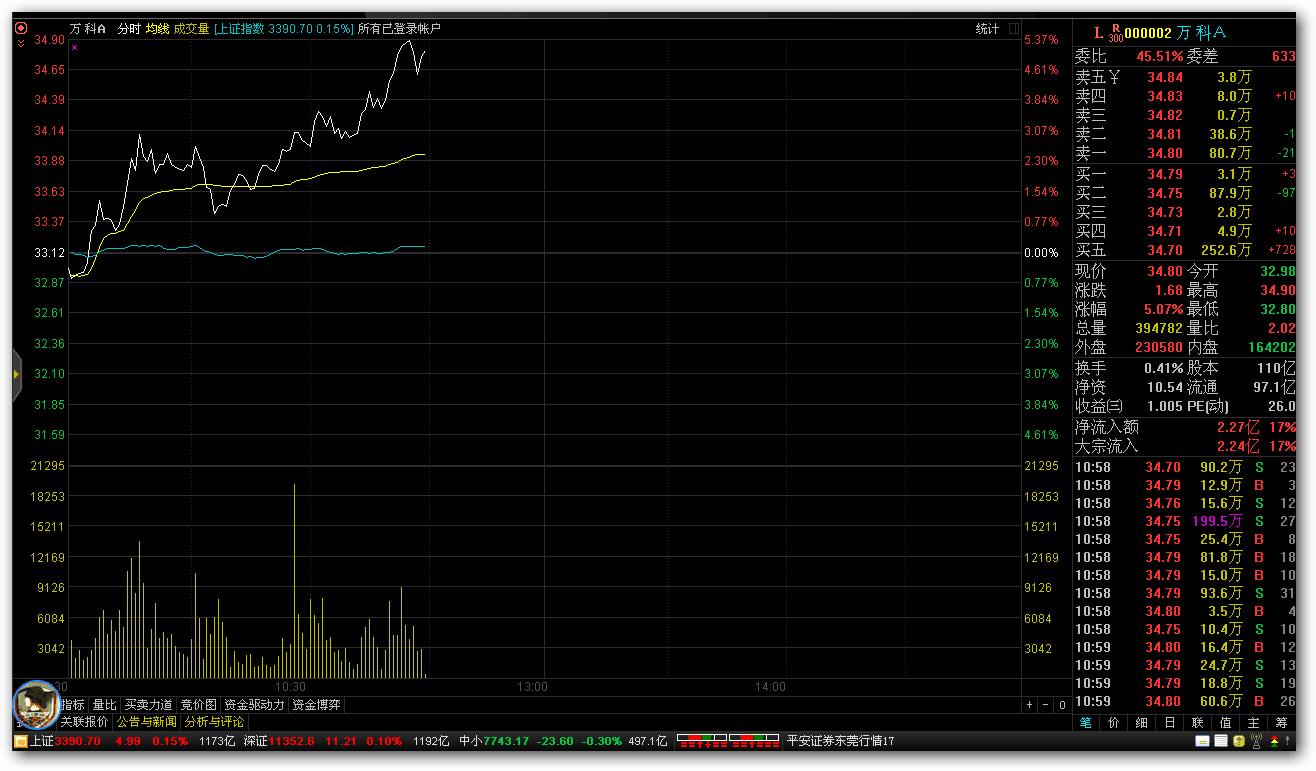 万 科A 分时 均线 成交量 [上证指数 3390.70 0.15%] 所有已登录帐户 统计
34.90 5.37%
34.65 4.61%
34.39 3.84%
34.14 3.07%
33.88 2.30%
33.63 1.54%
33.37 0.77%
33.12 0.00%
32.87 0.77%
32.61 1.54%
32.36 2.30%
32.10 3.07%
31.85 3.84%
31.59 4.61%
21295 21295
18253 18253
15211 15211
12169 12169
9126 9126
6084 6084
3042 3042
10:30 13:00 14:00
L R 300 000002 万 科A
委比 45.51% 委差 633
卖五 ¥ 34.84 3.8万
卖四 34.83 8.0万 +10
卖三 34.82 0.7万
卖二 34.81 38.6万 -1
卖一 34.80 80.7万 -21
买一 34.79 3.1万 +3
买二 34.75 87.9万 -97
买三 34.73 2.8万
买四 34.71 4.9万 +10
买五 34.70 252.6万 +728
现价 34.80 今开 32.98
涨跌 1.68 最高 34.90
涨幅 5.07% 最低 32.80
总量 394782 量比 2.02
外盘 230580 内盘 164202
换手 0.41% 股本 110亿
净资 10.54 流通 97.1亿
收益㈢ 1.005 PE(动) 26.0
净流入额 2.27亿 17%
大宗流入 2.24亿 17%
10:58 34.70 90.2万 S 23
10:58 34.79 12.9万 B 3
10:58 34.76 15.6万 S 12
10:58 34.75 199.5万 S 27
10:58 34.75 25.4万 B 8
10:58 34.79 81.8万 B 18
10:58 34.79 15.0万 B 10
10:58 34.79 93.6万 S 31
10:58 34.80 3.5万 B 4
10:58 34.75 10.4万 S 10
10:59 34.80 16.4万 B 12
10:59 34.79 24.7万 S 13
10:59 34.79 18.8万 S 19
10:59 34.80 60.6万 B 26
笔 价 细 日 联 值 主 筹
指标 量比 买卖力道 竞价图 资金驱动力 资金博弈 + - 0
关联报价 公告与新闻 分析与评论
上证3390.70 4.99 0.15% 1173亿 深证11352.6 11.21 0.10% 1192亿 中小7743.17 -23.60 -0.30% 497.1亿 平安证券东莞行情17